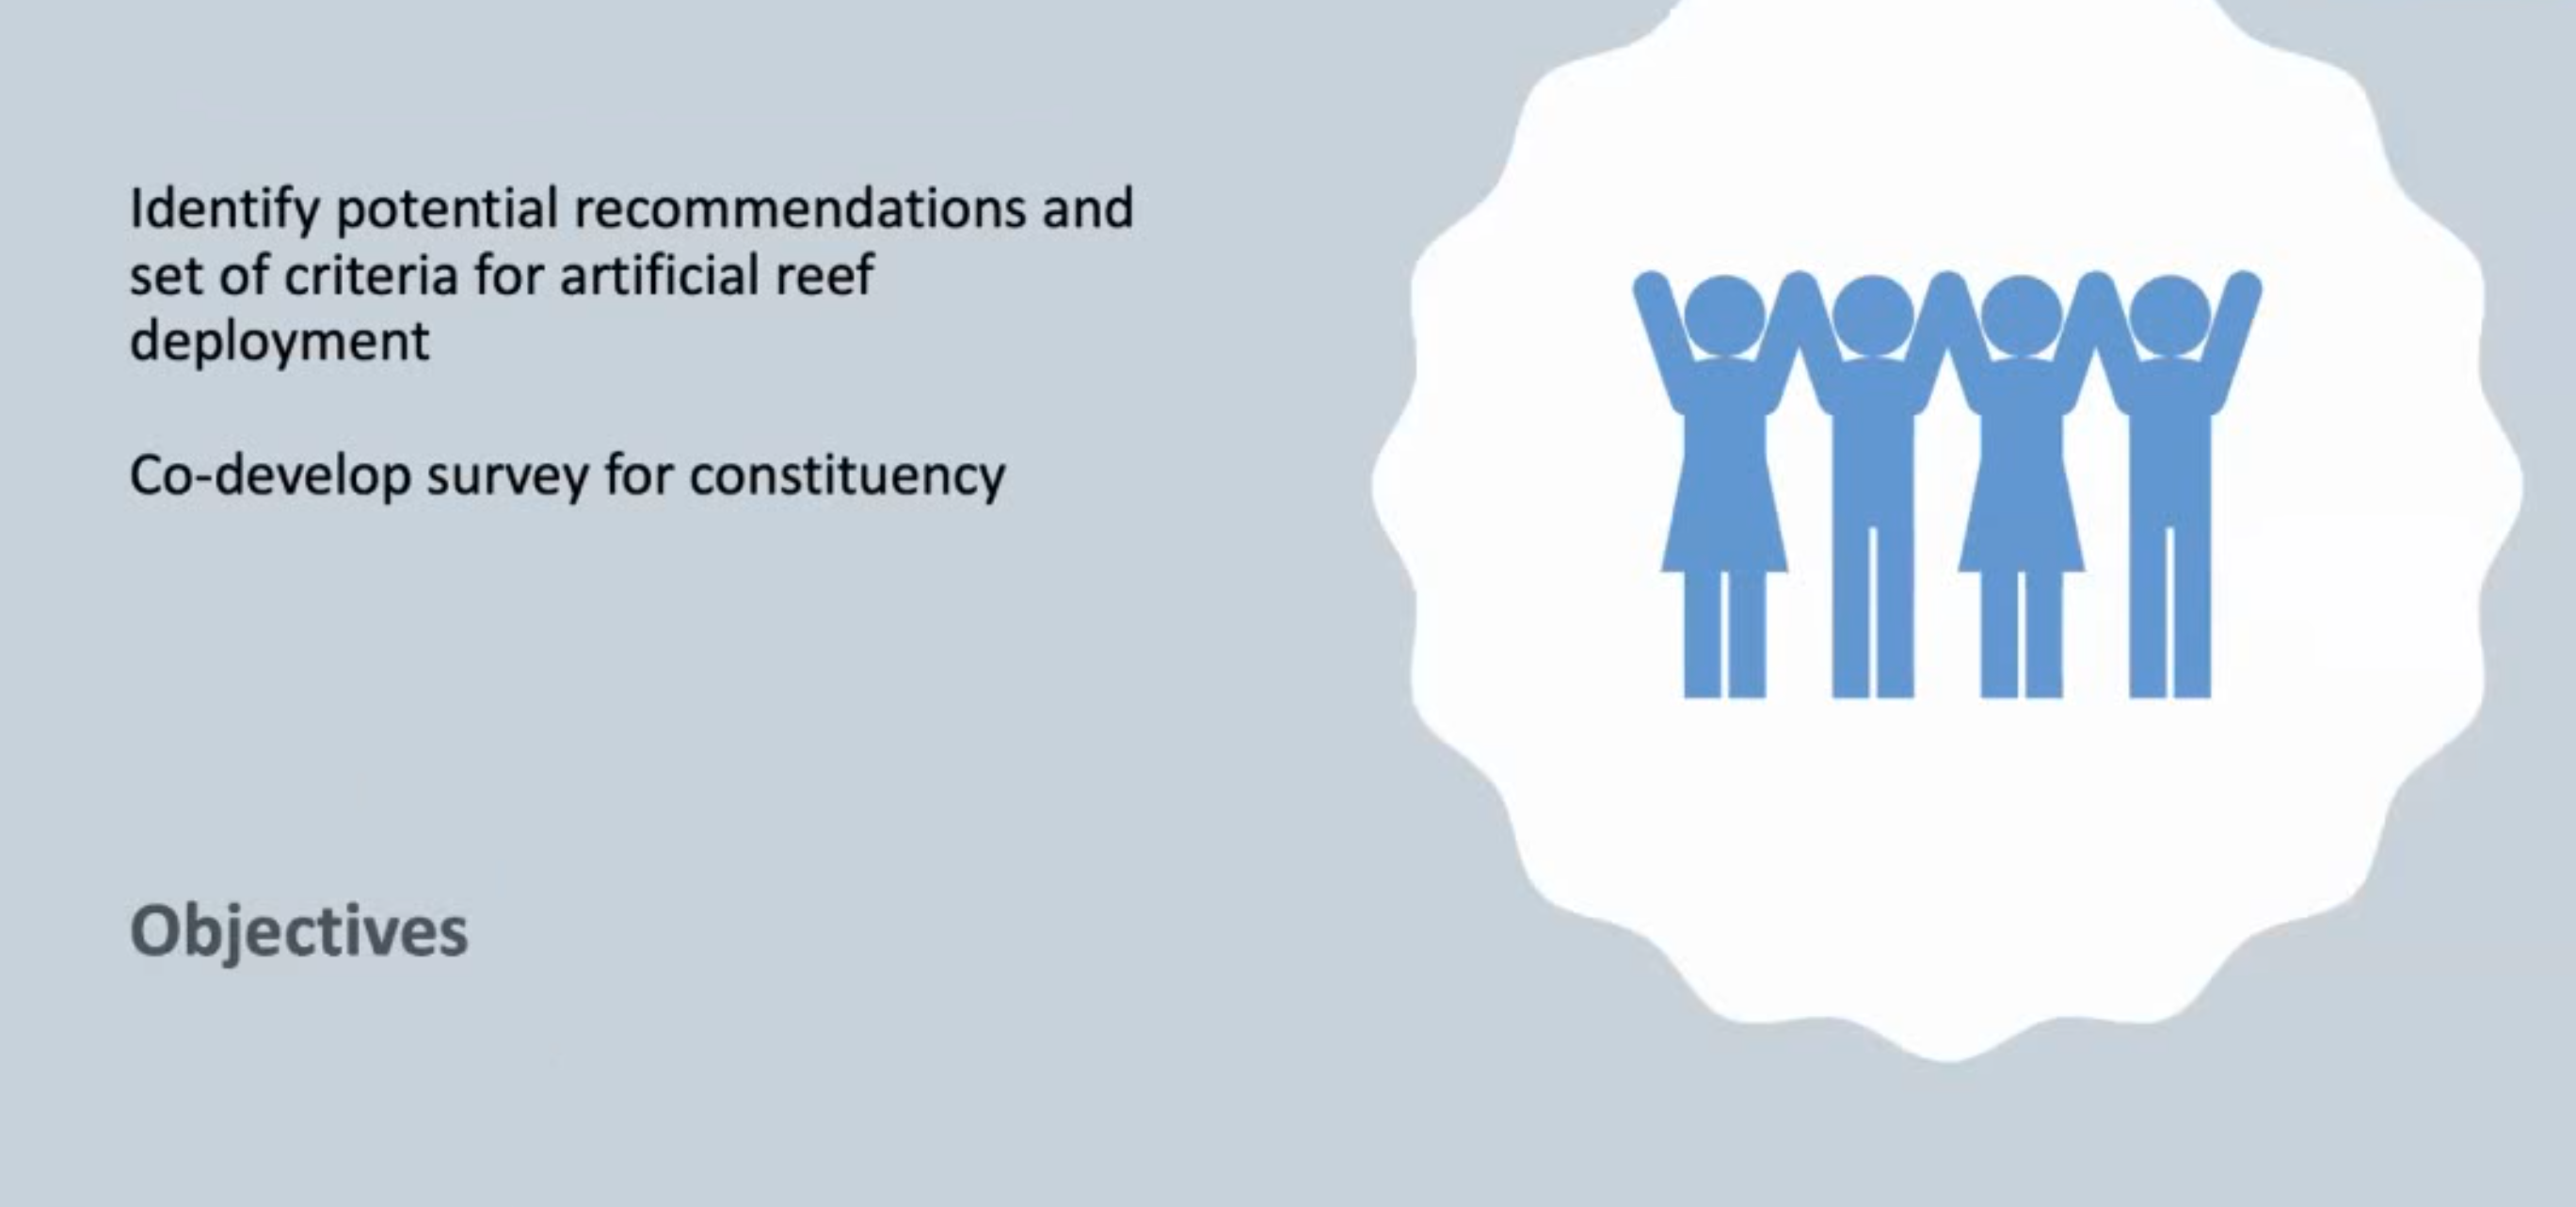 Identify potential recommendations and
set of criteria for artificial reef
deployment
Co-develop survey for constituency
Objectives